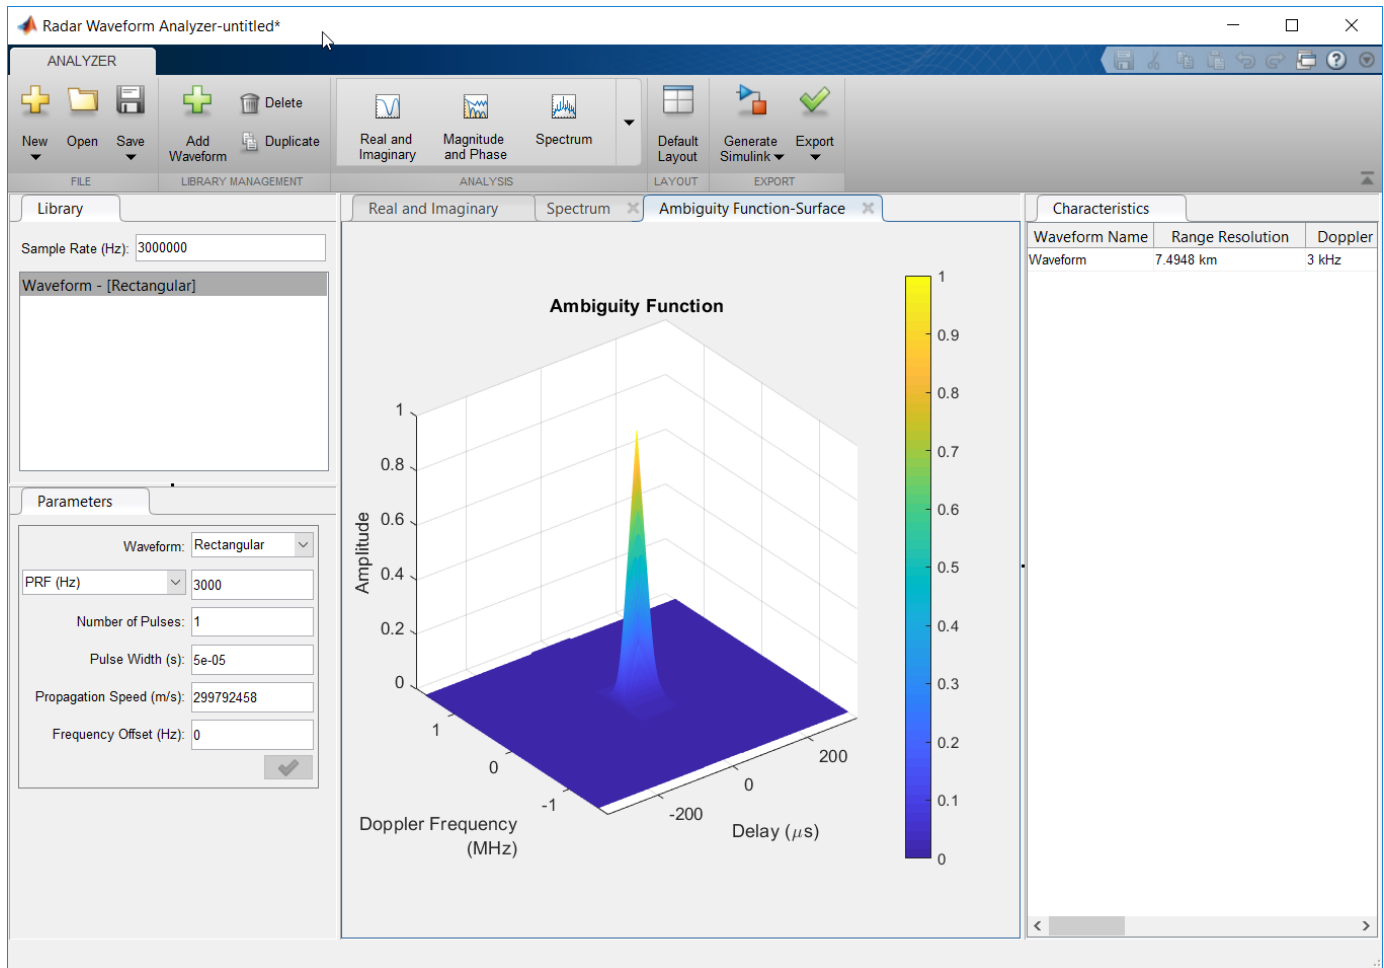 Radar Waveform Analyzer-untitled*
ANALYZER
New
Open
Save
Add
Waveform
Delete
Duplicate
Real and
Imaginary
Magnitude
and Phase
Spectrum
Default
Layout
Generate
Simulink
Export
FILE
LIBRARY MANAGEMENT
ANALYSIS
LAYOUT
EXPORT
Library
Sample Rate (Hz): 3000000
Waveform - [Rectangular]
Parameters
Waveform: Rectangular
PRF (Hz) 3000
Number of Pulses: 1
Pulse Width (s): 5e-05
Propagation Speed (m/s): 299792458
Frequency Offset (Hz): 0
Real and Imaginary
Spectrum
Ambiguity Function-Surface
Ambiguity Function
1
0.8
0.6
0.4
0.2
0
Amplitude
1
0
-1
Doppler Frequency
(MHz)
-200
0
200
Delay (μs)
1
0.9
0.8
0.7
0.6
0.5
0.4
0.3
0.2
0.1
0
Characteristics
Waveform Name Range Resolution Doppler
Waveform 7.4948 km 3 kHz